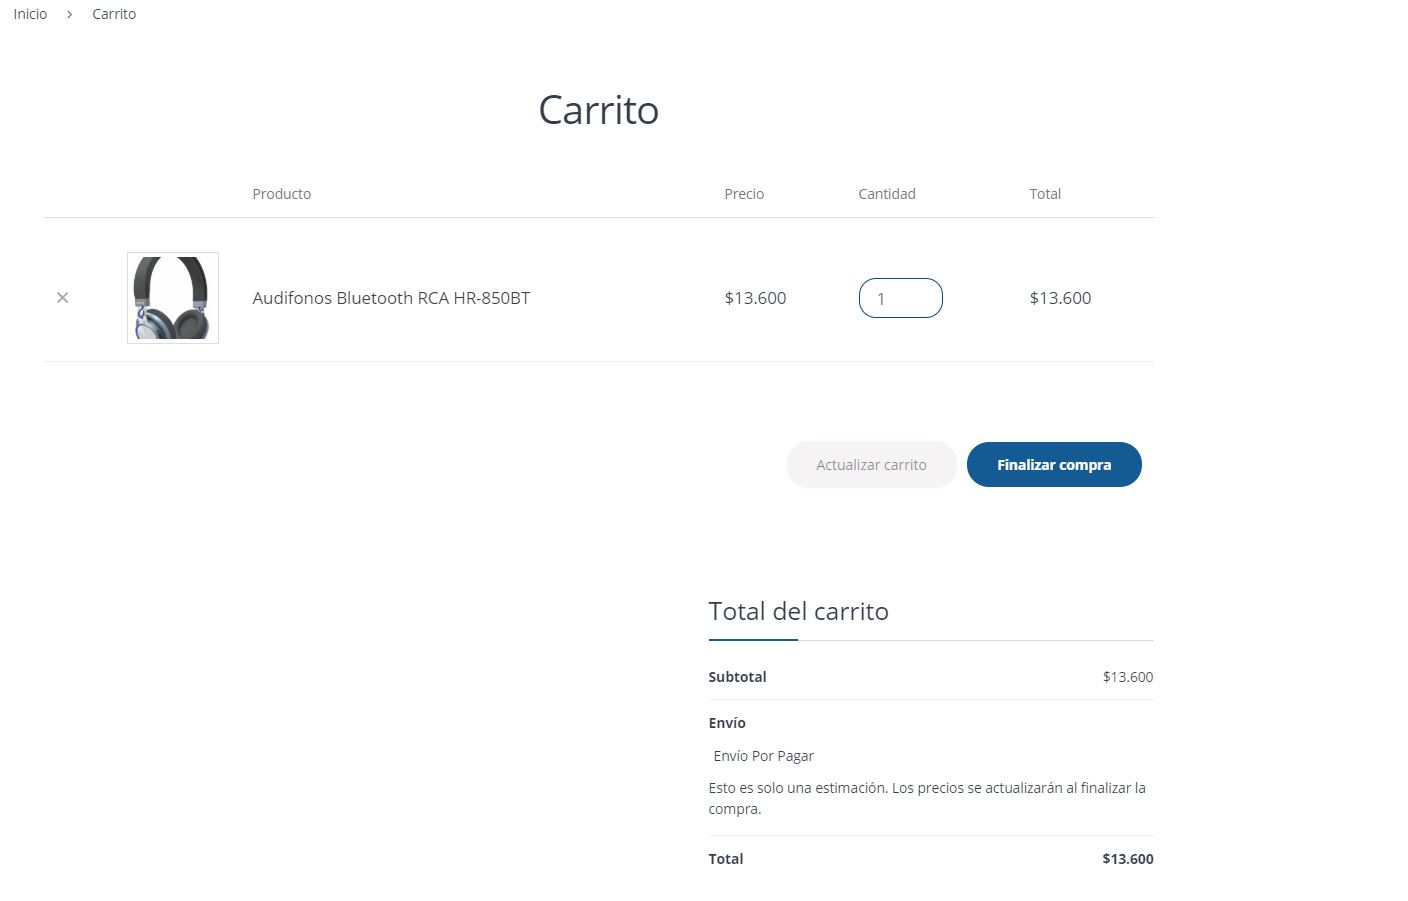 Inicio > Carrito
Carrito
Producto Precio Cantidad Total
× Audifonos Bluetooth RCA HR-850BT $13.600 1 $13.600
Actualizar carrito Finalizar compra
Total del carrito
Subtotal $13.600
Envío
Envío Por Pagar
Esto es solo una estimación. Los precios se actualizarán al finalizar la
compra.
Total $13.600